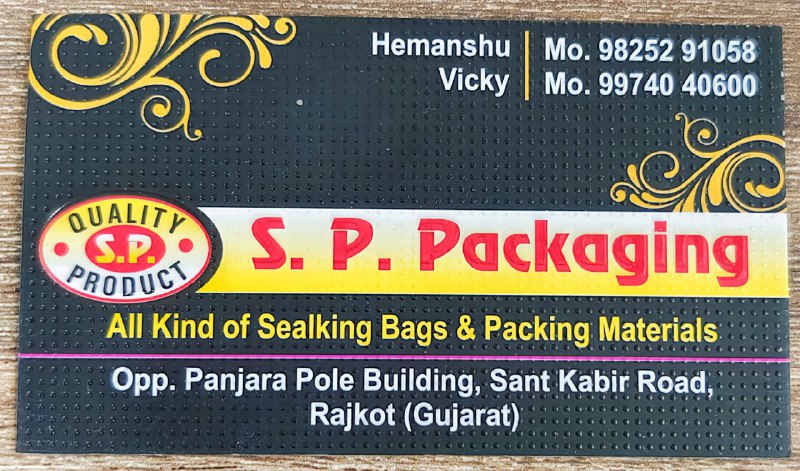 Hemanshu | Mo. 98252 91058
Vicky | Mo. 99740 40600
QUALITY
S.P.
PRODUCT
S. P. Packaging
All Kind of Sealking Bags & Packing Materials
Opp. Panjara Pole Building, Sant Kabir Road,
Rajkot (Gujarat)